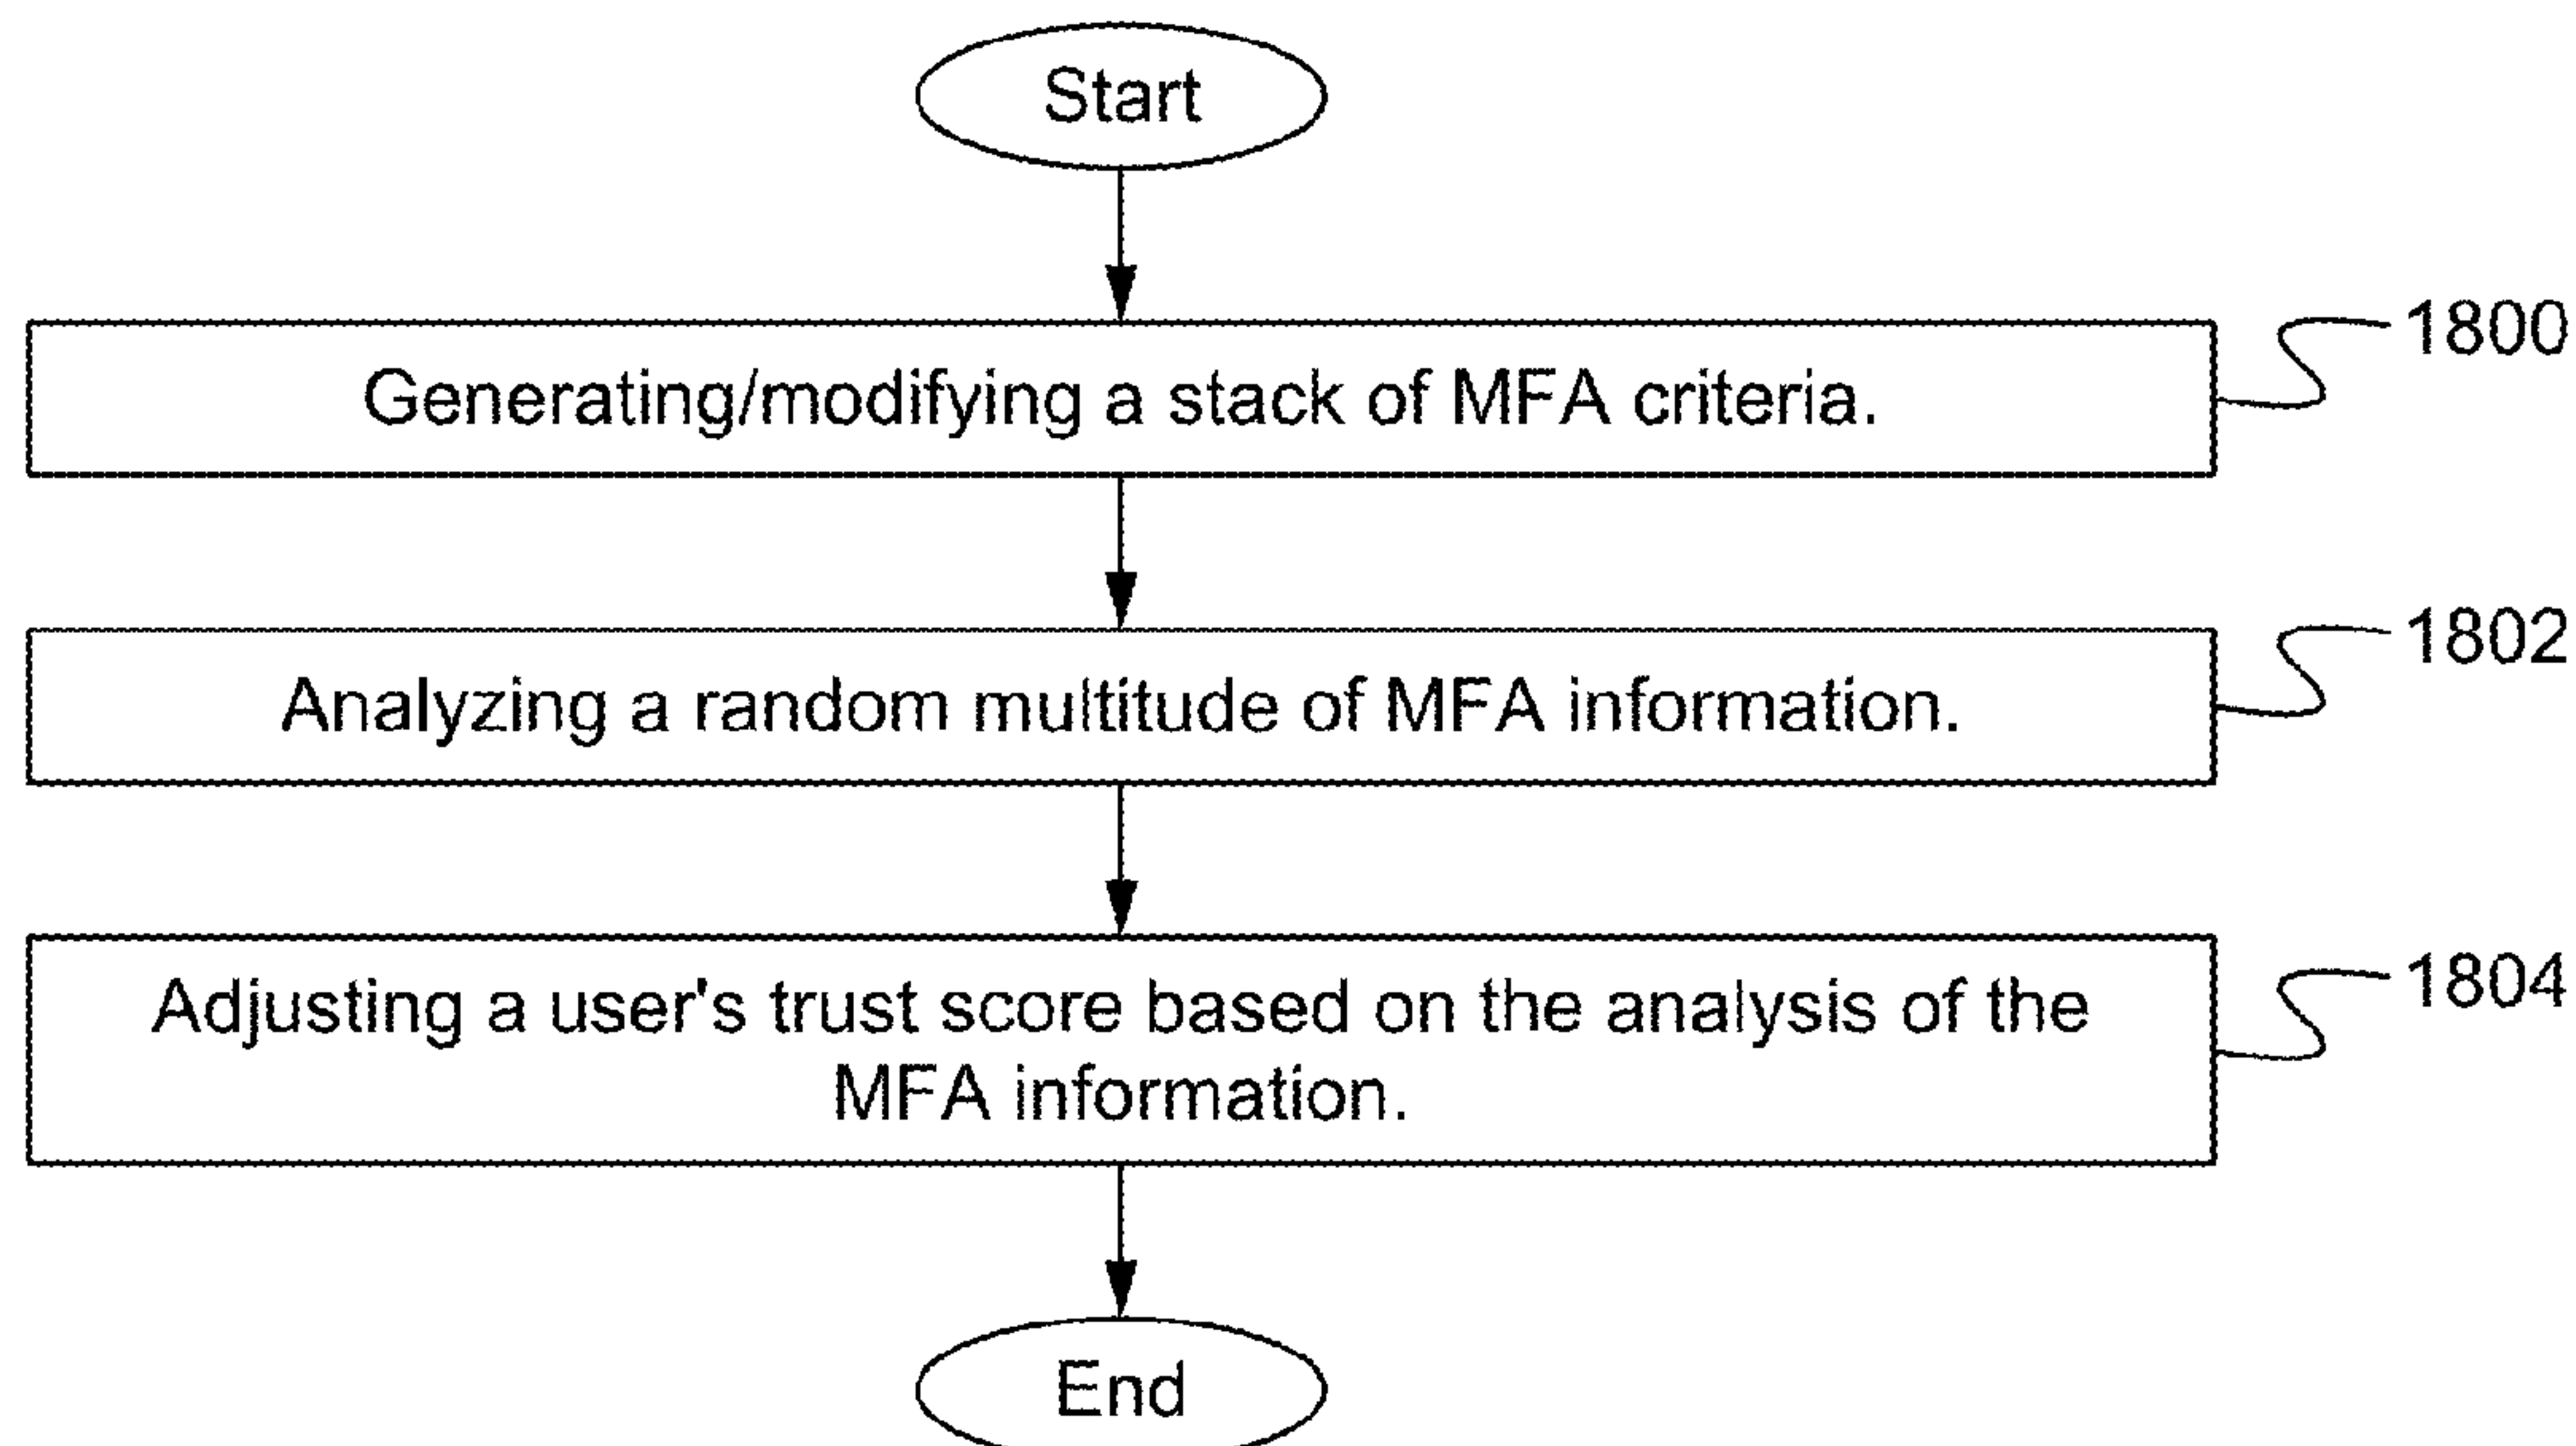 Start
Generating/modifying a stack of MFA criteria.
1800
Analyzing a random multitude of MFA information.
1802
Adjusting a user's trust score based on the analysis of the
MFA information.
1804
End